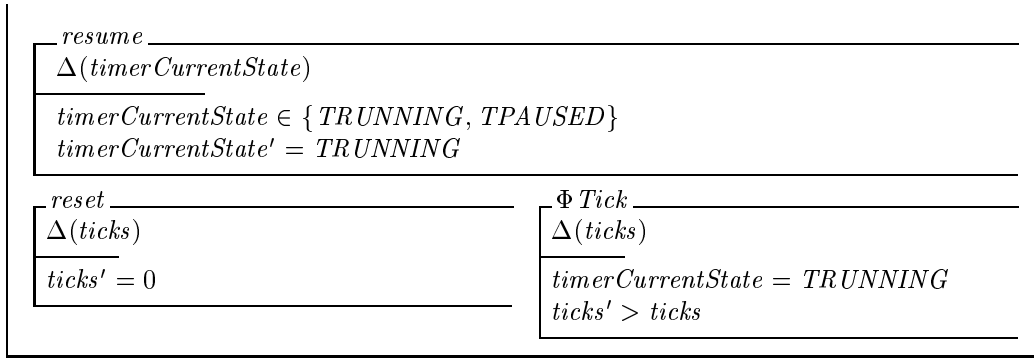 resume
Δ(timerCurrentState)
timerCurrentState ∈ {TRUNNING, TPAUSED}
timerCurrentState′ = TRUNNING
reset
Δ(ticks)
ticks′ = 0
Φ Tick
Δ(ticks)
timerCurrentState = TRUNNING
ticks′ > ticks